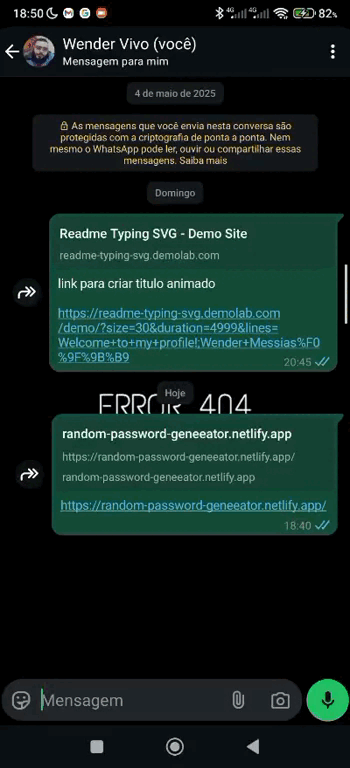 18:50
4G
4G
82%
Wender Vivo (você)
Mensagem para mim
4 de maio de 2025
As mensagens que você envia nesta conversa são
protegidas com a criptografia de ponta a ponta. Nem
mesmo o WhatsApp pode ler, ouvir ou compartilhar essas
mensagens. Saiba mais
Domingo
Readme Typing SVG - Demo Site
readme-typing-svg.demolab.com
link para criar titulo animado
https://readme-typing-svg.demolab.com
/demo/?size=30&duration=4999&lines=
Welcome+to+my+profile!;Wender+Messias%F0
%9F%9B%B9
20:45
Hoje
ERROR 404
random-password-geneeator.netlify.app
https://random-password-geneeator.netlify.app/
random-password-geneeator.netlify.app
https://random-password-geneeator.netlify.app/
18:40
Mensagem